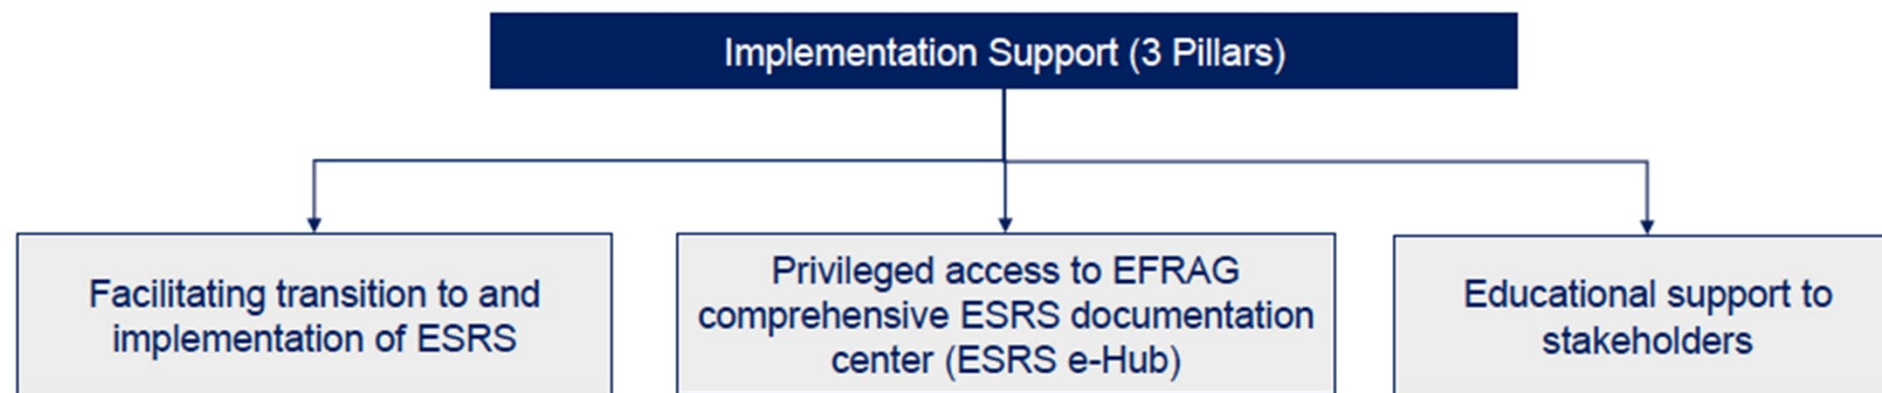 Implementation Support (3 Pillars)
Facilitating transition to and
implementation of ESRS
Privileged access to EFRAG
comprehensive ESRS documentation
center (ESRS e-Hub)
Educational support to
stakeholders